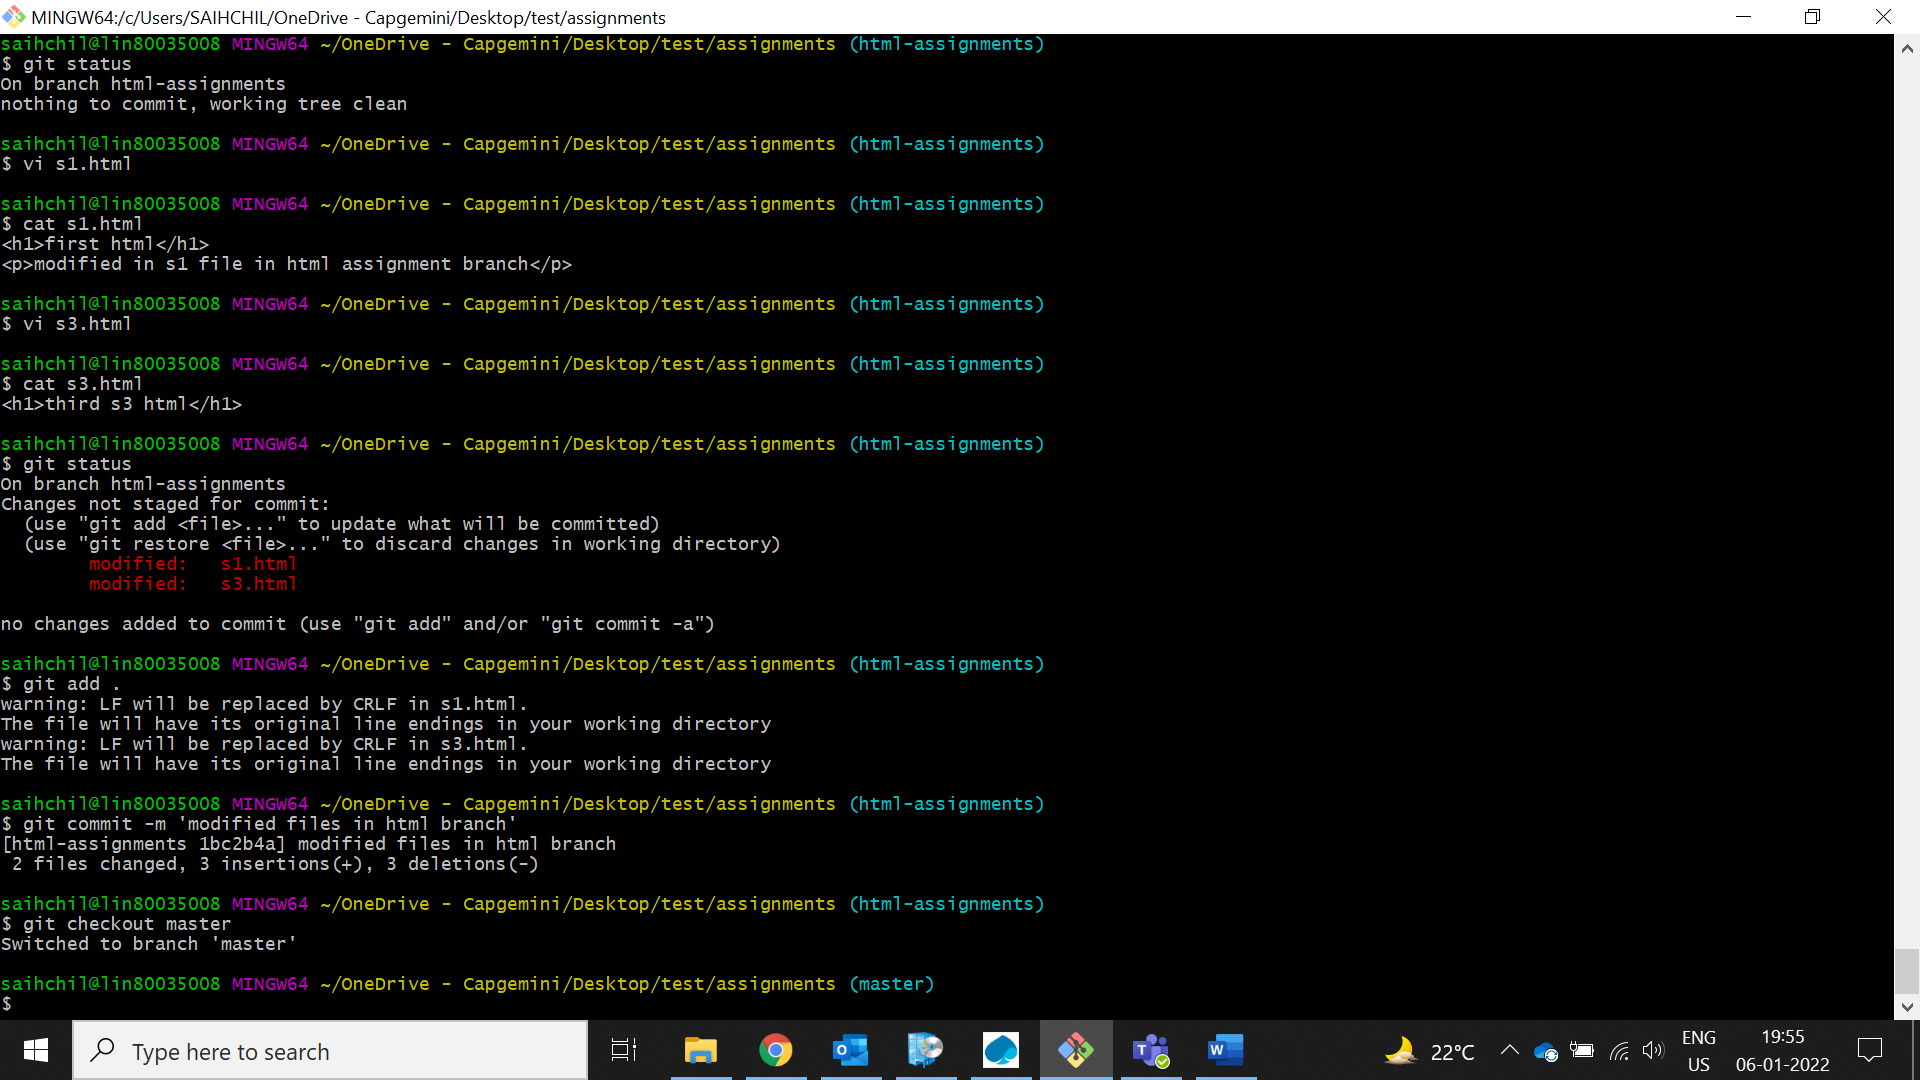 MINGW64:/c/Users/SAIHCHIL/OneDrive - Capgemini/Desktop/test/assignments
saihchil@lin80035008 MINGW64 ~/OneDrive - Capgemini/Desktop/test/assignments (html-assignments)
$ git status
On branch html-assignments
nothing to commit, working tree clean
saihchil@lin80035008 MINGW64 ~/OneDrive - Capgemini/Desktop/test/assignments (html-assignments)
$ vi s1.html
saihchil@lin80035008 MINGW64 ~/OneDrive - Capgemini/Desktop/test/assignments (html-assignments)
$ cat s1.html
<h1>first html</h1>
<p>modified in s1 file in html assignment branch</p>
saihchil@lin80035008 MINGW64 ~/OneDrive - Capgemini/Desktop/test/assignments (html-assignments)
$ vi s3.html
saihchil@lin80035008 MINGW64 ~/OneDrive - Capgemini/Desktop/test/assignments (html-assignments)
$ cat s3.html
<h1>third s3 html</h1>
saihchil@lin80035008 MINGW64 ~/OneDrive - Capgemini/Desktop/test/assignments (html-assignments)
$ git status
On branch html-assignments
Changes not staged for commit:
  (use "git add <file>..." to update what will be committed)
  (use "git restore <file>..." to discard changes in working directory)
        modified:   s1.html
        modified:   s3.html
no changes added to commit (use "git add" and/or "git commit -a")
saihchil@lin80035008 MINGW64 ~/OneDrive - Capgemini/Desktop/test/assignments (html-assignments)
$ git add .
warning: LF will be replaced by CRLF in s1.html.
The file will have its original line endings in your working directory
warning: LF will be replaced by CRLF in s3.html.
The file will have its original line endings in your working directory
saihchil@lin80035008 MINGW64 ~/OneDrive - Capgemini/Desktop/test/assignments (html-assignments)
$ git commit -m 'modified files in html branch'
[html-assignments 1bc2b4a] modified files in html branch
 2 files changed, 3 insertions(+), 3 deletions(-)
saihchil@lin80035008 MINGW64 ~/OneDrive - Capgemini/Desktop/test/assignments (html-assignments)
$ git checkout master
Switched to branch 'master'
saihchil@lin80035008 MINGW64 ~/OneDrive - Capgemini/Desktop/test/assignments (master)
$
Type here to search
22°C
ENG
US
19:55
06-01-2022